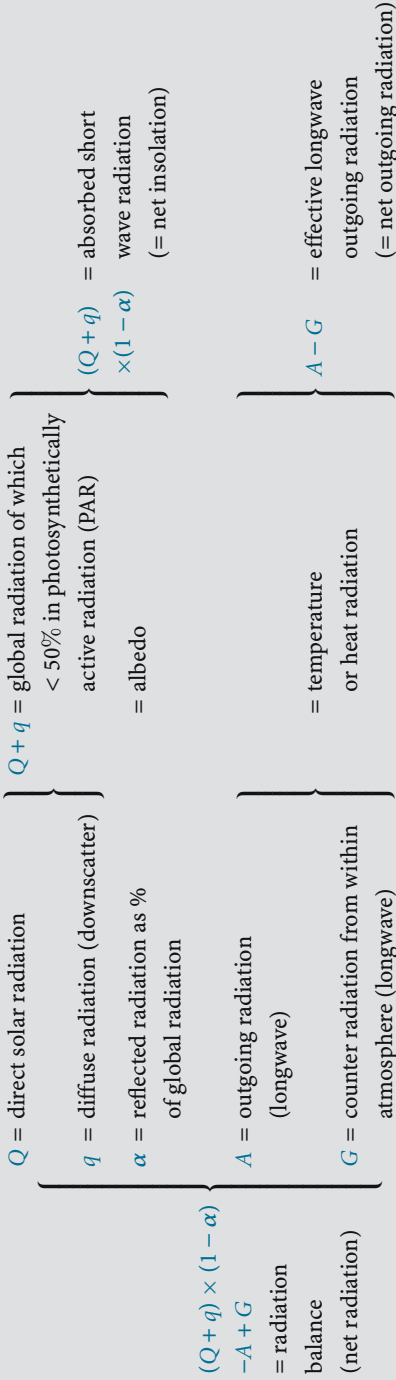 (Q + q) × (1 − α)
−A + G
= radiation
balance
(net radiation)
Q = direct solar radiation
q = diffuse radiation (downscatter)
α = reflected radiation as %
of global radiation
A = outgoing radiation
(longwave)
G = counter radiation from within
atmosphere (longwave)
Q + q = global radiation of which
< 50% in photosynthetically
active radiation (PAR)
= albedo
= temperature
or heat radiation
(Q + q) = absorbed short
×(1 − α) wave radiation
(= net insolation)
A − G = effective longwave
outgoing radiation
(= net outgoing radiation)